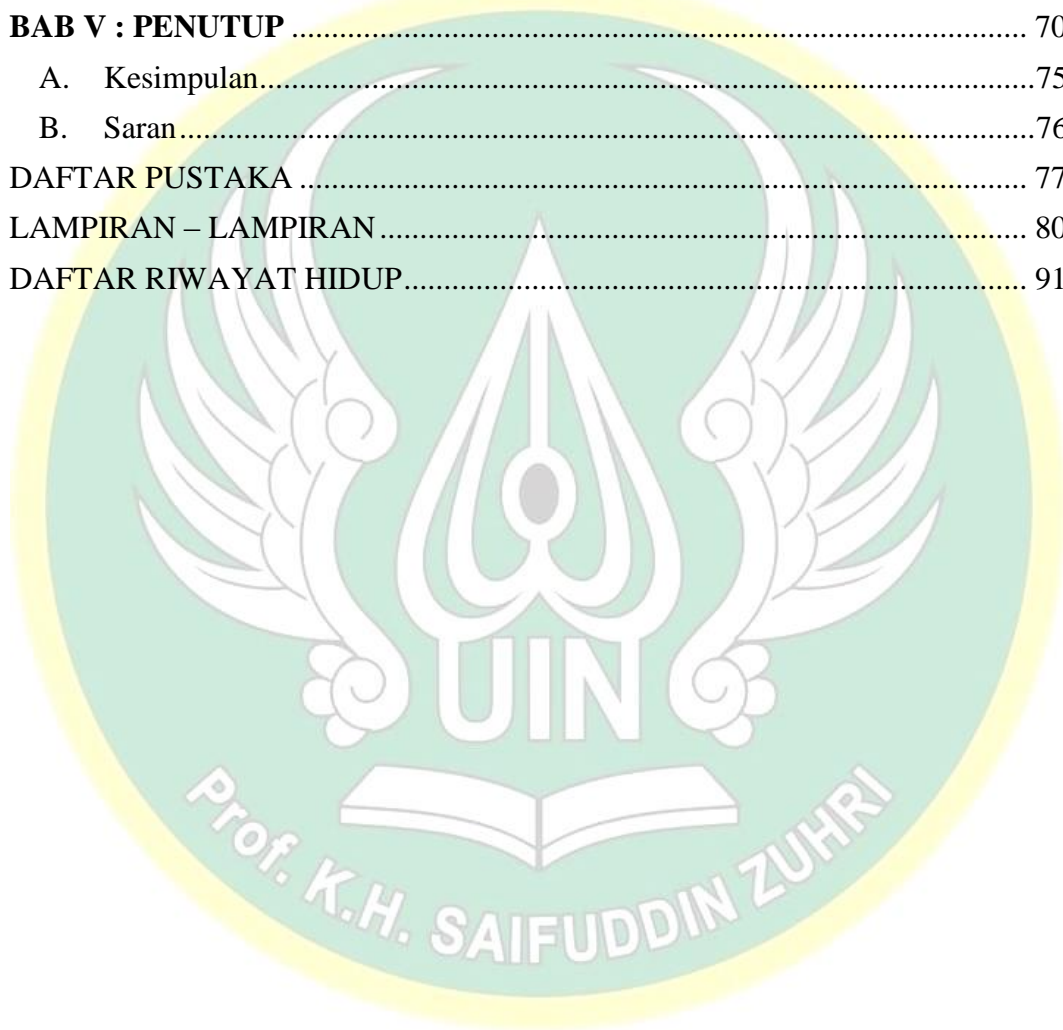 BAB V : PENUTUP ........................................................................................ 70
A. Kesimpulan............................................................................................75
B. Saran......................................................................................................76
DAFTAR PUSTAKA ....................................................................................... 77
LAMPIRAN – LAMPIRAN .............................................................................. 80
DAFTAR RIWAYAT HIDUP........................................................................... 91
UIN
Prof. K.H. SAIFUDDIN ZUHRI